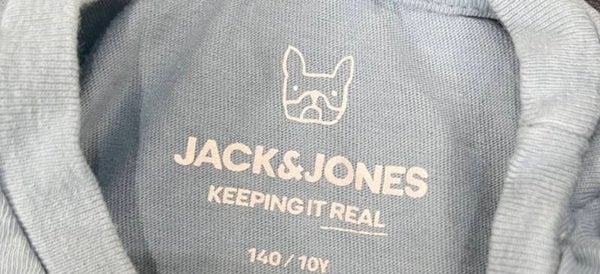 JACK&JONES
KEEPING IT REAL
140 / 10Y